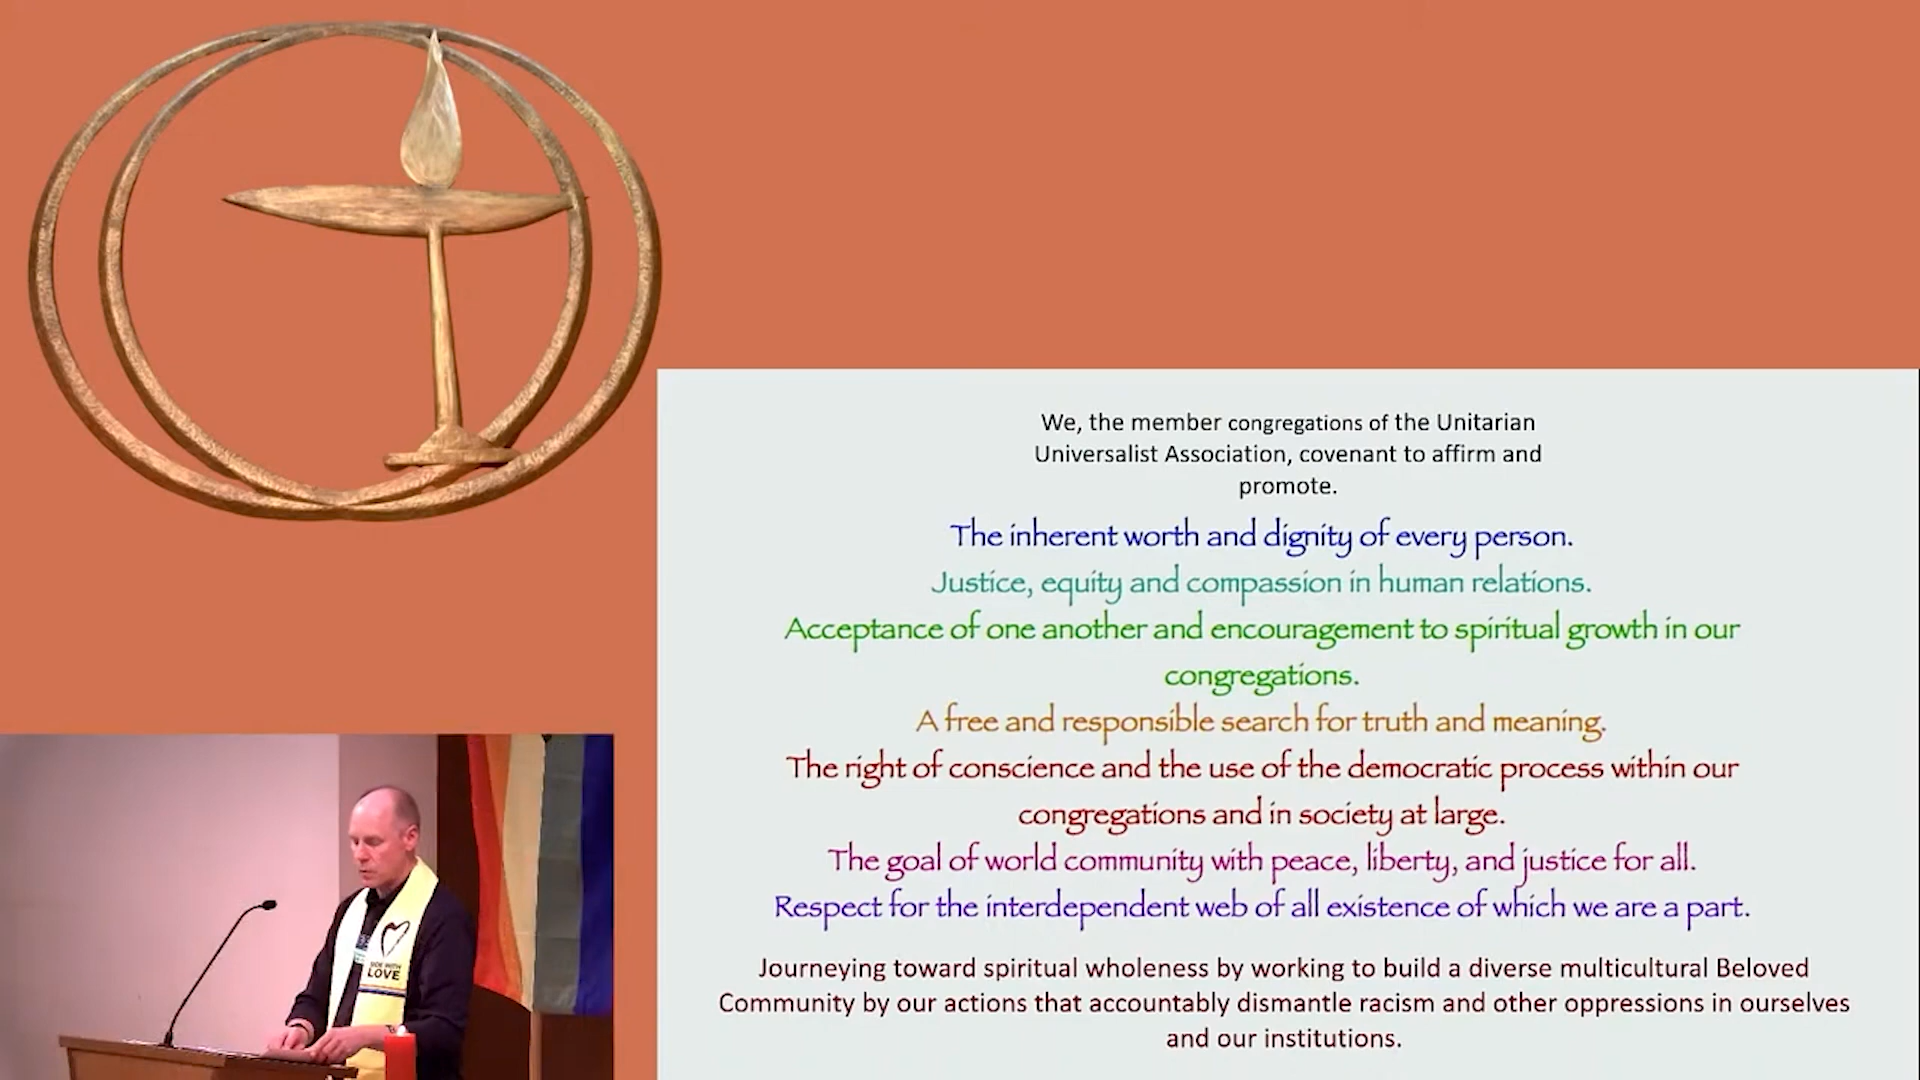 We, the member congregations of the Unitarian
Universalist Association, covenant to affirm and
promote.
The inherent worth and dignity of every person.
Justice, equity and compassion in human relations.
Acceptance of one another and encouragement to spiritual growth in our
congregations.
A free and responsible search for truth and meaning.
The right of conscience and the use of the democratic process within our
congregations and in society at large.
The goal of world community with peace, liberty, and justice for all.
Respect for the interdependent web of all existence of which we are a part.
Journeying toward spiritual wholeness by working to build a diverse multicultural Beloved
Community by our actions that accountably dismantle racism and other oppressions in ourselves
and our institutions.
SIDE WITH
LOVE